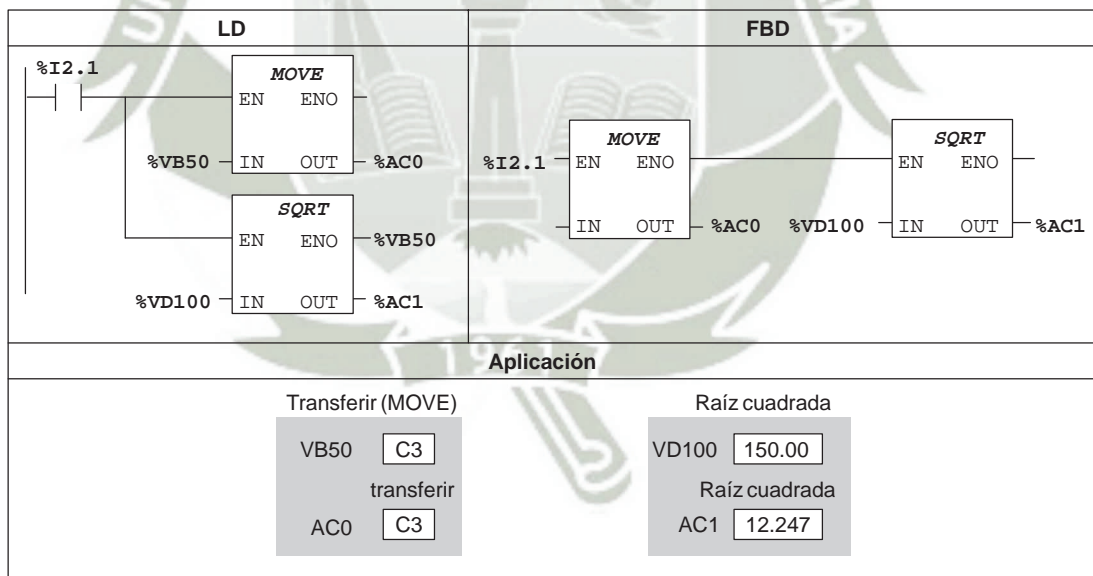 LD
FBD
%I2.1
MOVE
EN ENO
%VB50 IN OUT %AC0
SQRT
EN ENO %VB50
%VD100 IN OUT %AC1
MOVE
%I2.1 EN ENO
IN OUT %AC0
SQRT
EN ENO
%VD100 IN OUT %AC1
1961
Aplicación
Transferir (MOVE)
VB50 C3
transferir
AC0 C3
Raíz cuadrada
VD100 150.00
Raíz cuadrada
AC1 12.247